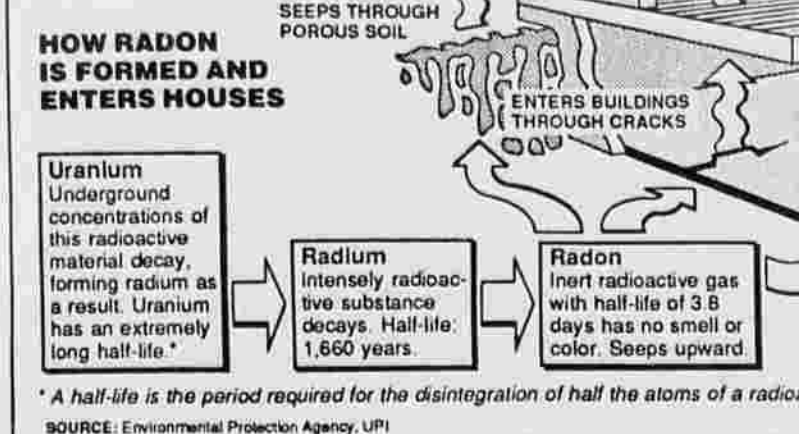 SEEPS THROUGH
POROUS SOIL
HOW RADON
IS FORMED AND
ENTERS HOUSES
ENTERS BUILDINGS
THROUGH CRACKS
Uranium
Underground
concentrations of
this radioactive
material decay,
forming radium as
a result. Uranium
has an extremely
long half-life.*
Radium
Intensely radioac-
tive substance
decays. Half-life:
1,660 years.
Radon
Inert radioactive gas
with half-life of 3.8
days has no smell or
color. Seeps upward.
* A half-life is the period required for the disintegration of half the atoms of a
SOURCE: Environmental Protection Agency, UPI